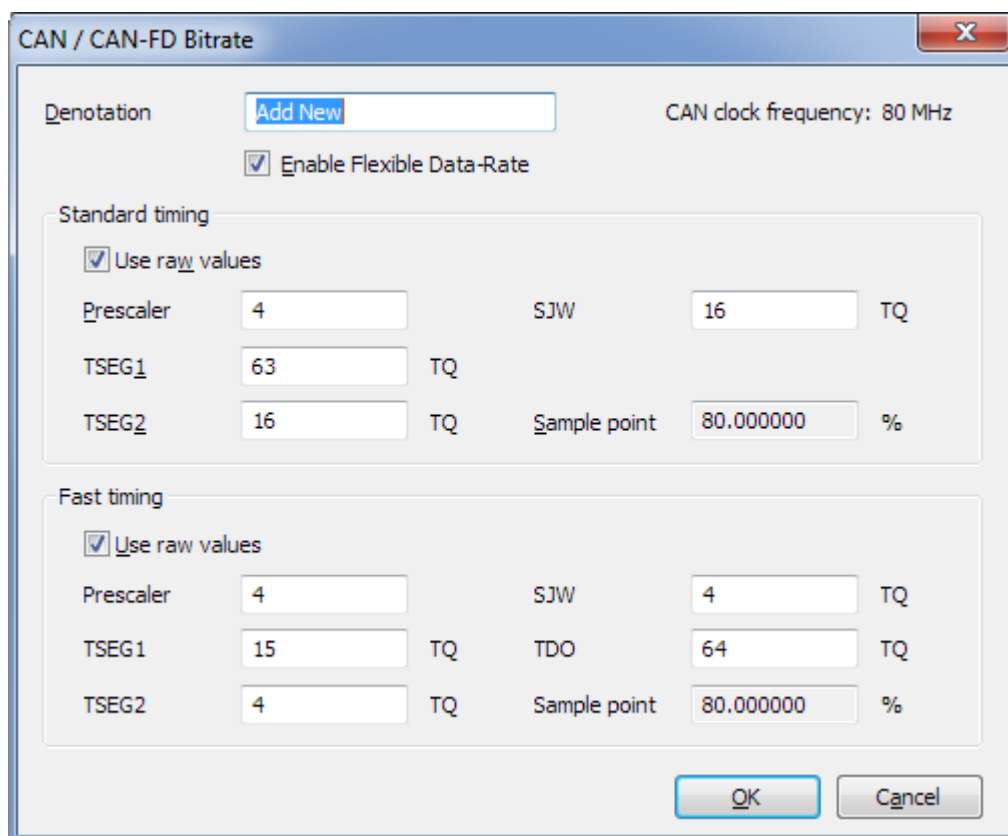 CAN / CAN-FD Bitrate
Denotation Add New CAN clock frequency: 80 MHz
Enable Flexible Data-Rate
Standard timing
Use raw values
Prescaler 4 SJW 16 TQ
TSEG1 63 TQ
TSEG2 16 TQ Sample point 80.000000 %
Fast timing
Use raw values
Prescaler 4 SJW 4 TQ
TSEG1 15 TQ TDO 64 TQ
TSEG2 4 TQ Sample point 80.000000 %
OK Cancel